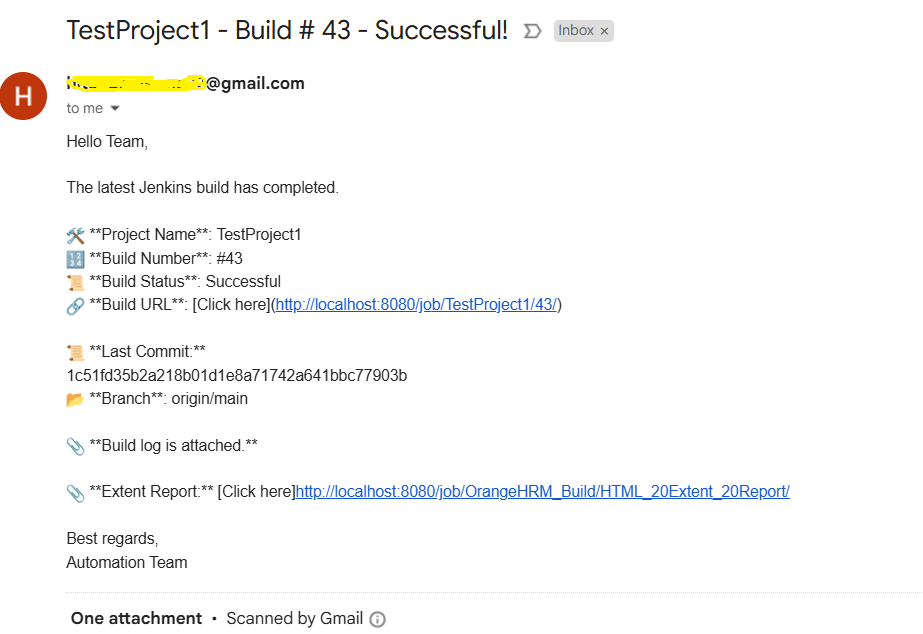 TestProject1 - Build # 43 - Successful!
Inbox ×
@gmail.com
H
to me
Hello Team,
The latest Jenkins build has completed.
🛠 **Project Name**: TestProject1
🔢 **Build Number**: #43
📜 **Build Status**: Successful
🔗 **Build URL**: [Click here](http://localhost:8080/job/TestProject1/43/)
📜 **Last Commit:**
1c51fd35b2a218b01d1e8a71742a641bbc77903b
📂 **Branch**: origin/main
📎 **Build log is attached.**
📎 **Extent Report:** [Click here]http://localhost:8080/job/OrangeHRM_Build/HTML_20Extent_20Report/
Best regards,
Automation Team
One attachment • Scanned by Gmail